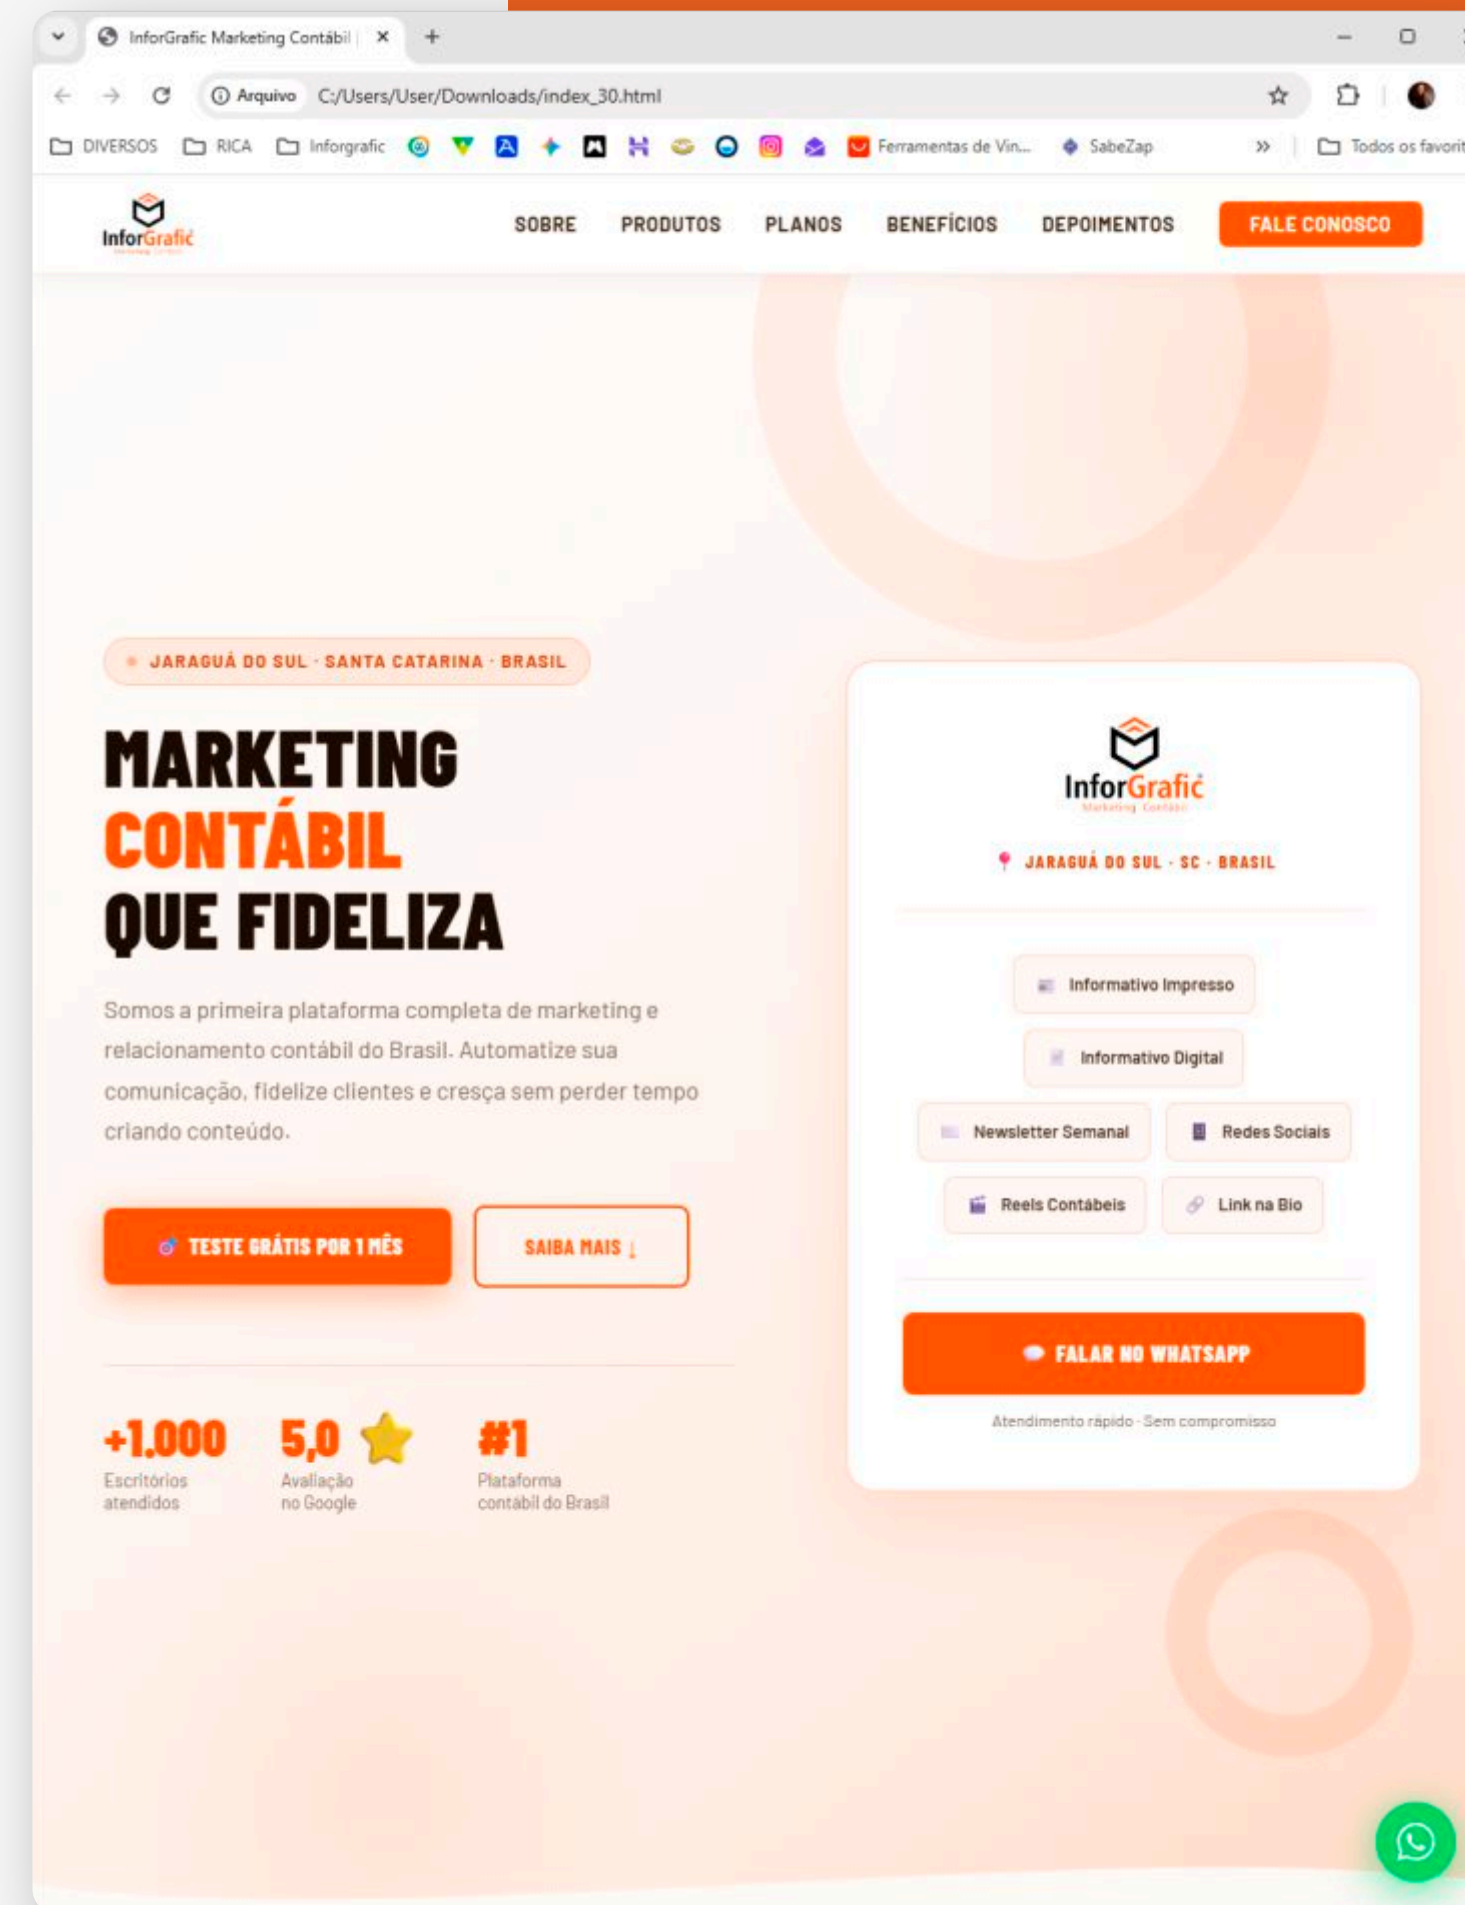 InforGrafic Marketing Contábil |
Arquivo C:/Users/User/Downloads/index_30.html
DIVERSOS RICA Inforgrafic Ferramentas de Vin... SabeZap » Todos os favorit
InforGrafic
SOBRE PRODUTOS PLANOS BENEFÍCIOS DEPOIMENTOS FALE CONOSCO
JARAGUÁ DO SUL · SANTA CATARINA · BRASIL
MARKETING
CONTÁBIL
QUE FIDELIZA
Somos a primeira plataforma completa de marketing e
relacionamento contábil do Brasil. Automatize sua
comunicação, fidelize clientes e cresça sem perder tempo
criando conteúdo.
TESTE GRÁTIS POR 1 MÊS
SAIBA MAIS ↓
+1.000
Escritórios
atendidos
5,0
Avaliação
no Google
#1
Plataforma
contábil do Brasil
InforGrafic
Marketing Contábil
JARAGUÁ DO SUL · SC · BRASIL
Informativo Impresso
Informativo Digital
Newsletter Semanal
Redes Sociais
Reels Contábeis
Link na Bio
FALAR NO WHATSAPP
Atendimento rápido · Sem compromisso